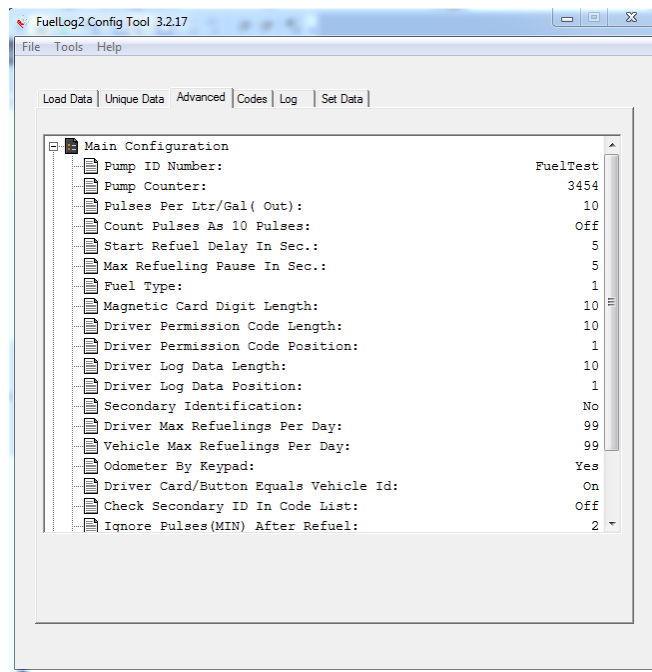 FuelLog2 Config Tool 3.2.17
File Tools Help
Load Data Unique Data Advanced Codes Log Set Data
Main Configuration
Pump ID Number: FuelTest
Pump Counter: 3454
Pulses Per Ltr/Gal( Out): 10
Count Pulses As 10 Pulses: Off
Start Refuel Delay In Sec.: 5
Max Refueling Pause In Sec.: 5
Fuel Type: 1
Magnetic Card Digit Length: 10
Driver Permission Code Length: 10
Driver Permission Code Position: 1
Driver Log Data Length: 10
Driver Log Data Position: 1
Secondary Identification: No
Driver Max Refuelings Per Day: 99
Vehicle Max Refuelings Per Day: 99
Odometer By Keypad: Yes
Driver Card/Button Equals Vehicle Id: On
Check Secondary ID In Code List: Off
Ignore Pulses(MIN) After Refuel: 2